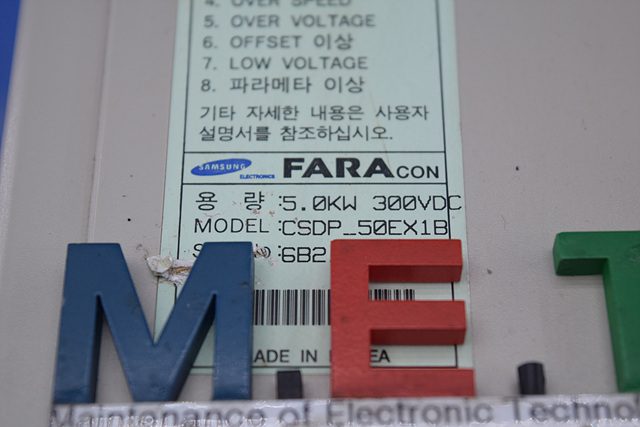 4. OVER SPEED
5. OVER VOLTAGE
6. OFFSET 이상
7. LOW VOLTAGE
8. 파라메타 이상
기타 자세한 내용은 사용자
설명서를 참조하십시오.
SAMSUNG ELECTRONICS FARACON
용 량 :5.0KW 300VDC
MODEL :CSDP_50EX1B
:6B2
MADE IN KOREA
M.E.T
Maintenance of Electronic Technol